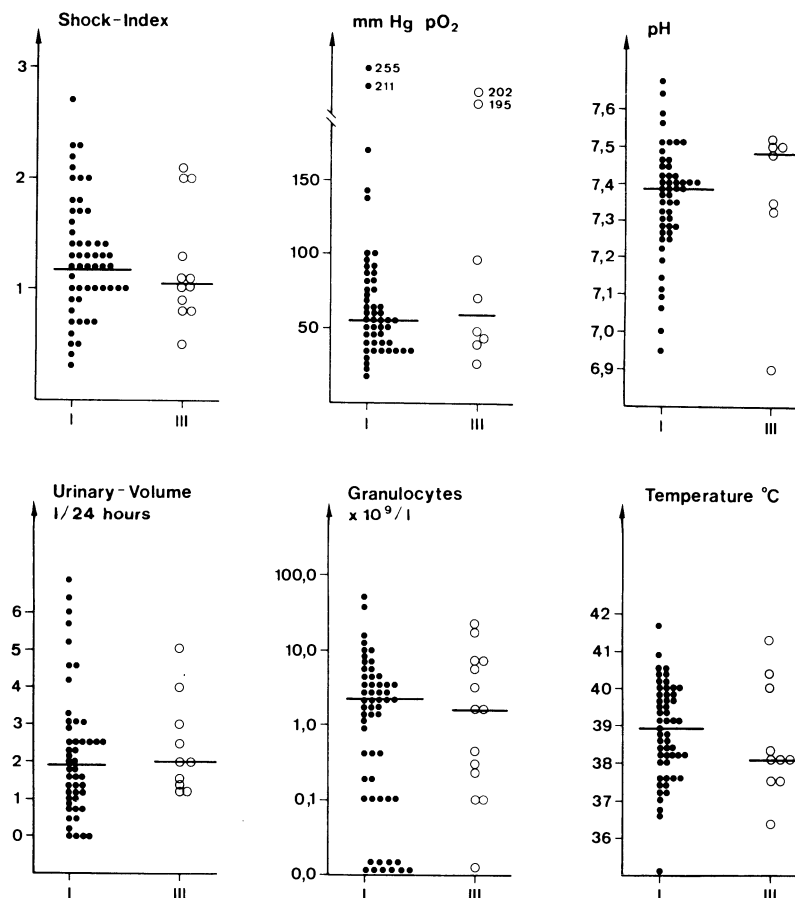 Shock-Index
3
2
1
I
III
mm Hg pO₂
255
211
202
195
150
100
50
I
III
pH
7,6
7,5
7,4
7,3
7,2
7,1
7,0
6,9
I
III
Urinary-Volume
l/24 hours
6
5
4
3
2
1
0
I
III
Granulocytes
x 10⁹/l
100,0
10,0
1,0
0,1
0,0
I
III
Temperature °C
42
41
40
39
38
37
36
I
III